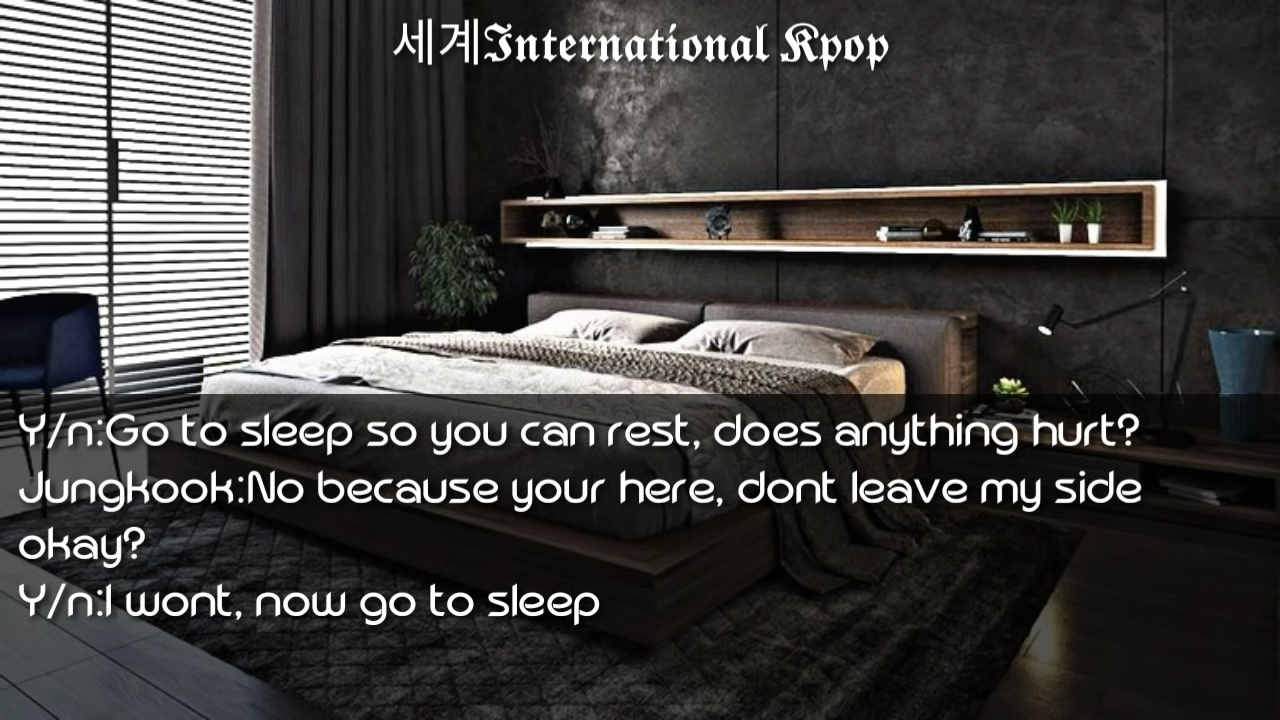 세계International Kpop
Y/n:Go to sleep so you can rest, does anything hurt?
Jungkook:No because your here, dont leave my side
okay?
Y/n:I wont, now go to sleep